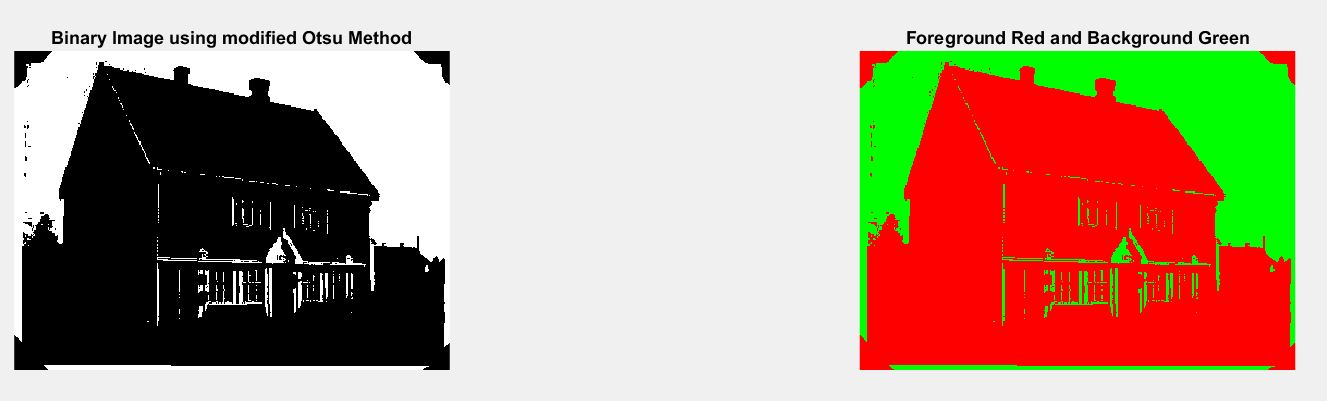 Binary Image using modified Otsu Method
Foreground Red and Background Green